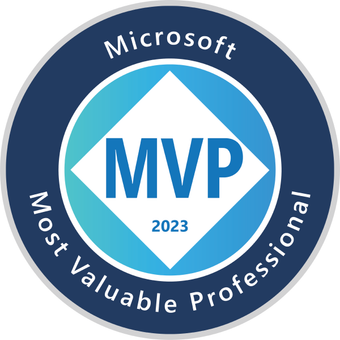 Microsoft
MVP
2023
Most Valuable Professional